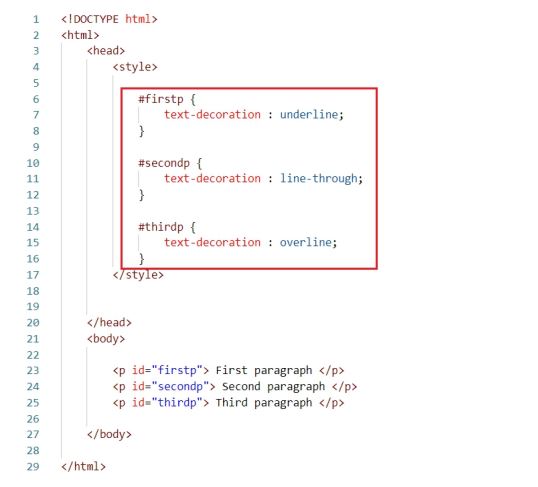 1 <!DOCTYPE html>
2 <html>
3 <head>
4 <style>
5
6 #firstp {
7 text-decoration : underline;
8 }
9
10 #secondp {
11 text-decoration : line-through;
12 }
13
14 #thirdp {
15 text-decoration : overline;
16 }
17 </style>
18
19
20 </head>
21 <body>
22
23 <p id="firstp"> First paragraph </p>
24 <p id="secondp"> Second paragraph </p>
25 <p id="thirdp"> Third paragraph </p>
26
27 </body>
28
29 </html>